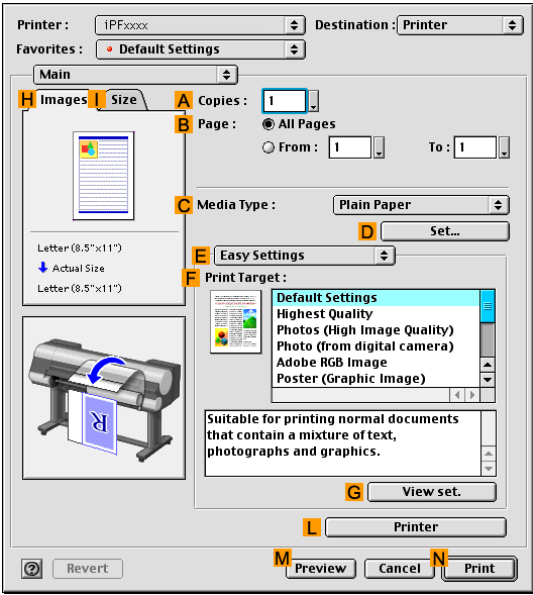 Printer : iPFxxxx Destination : Printer
Favorites : Default Settings
Main
H Images I Size
A Copies : 1
B Page : All Pages
From : 1 To : 1
C Media Type : Plain Paper
D Set...
Letter (8.5"x11")
Actual Size
Letter (8.5"x11")
E Easy Settings
F Print Target :
Default Settings
Highest Quality
Photos (High Image Quality)
Photo (from digital camera)
Adobe RGB Image
Poster (Graphic Image)
R
Suitable for printing normal documents
that contain a mixture of text,
photographs and graphics.
G View set.
L Printer
? Revert M Preview Cancel N Print